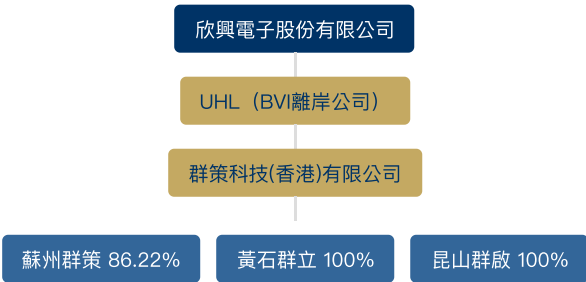 欣興電子股份有限公司
UHL（BVI離岸公司）
群策科技(香港)有限公司
蘇州群策 86.22%
黃石群立 100%
昆山群啟 100%